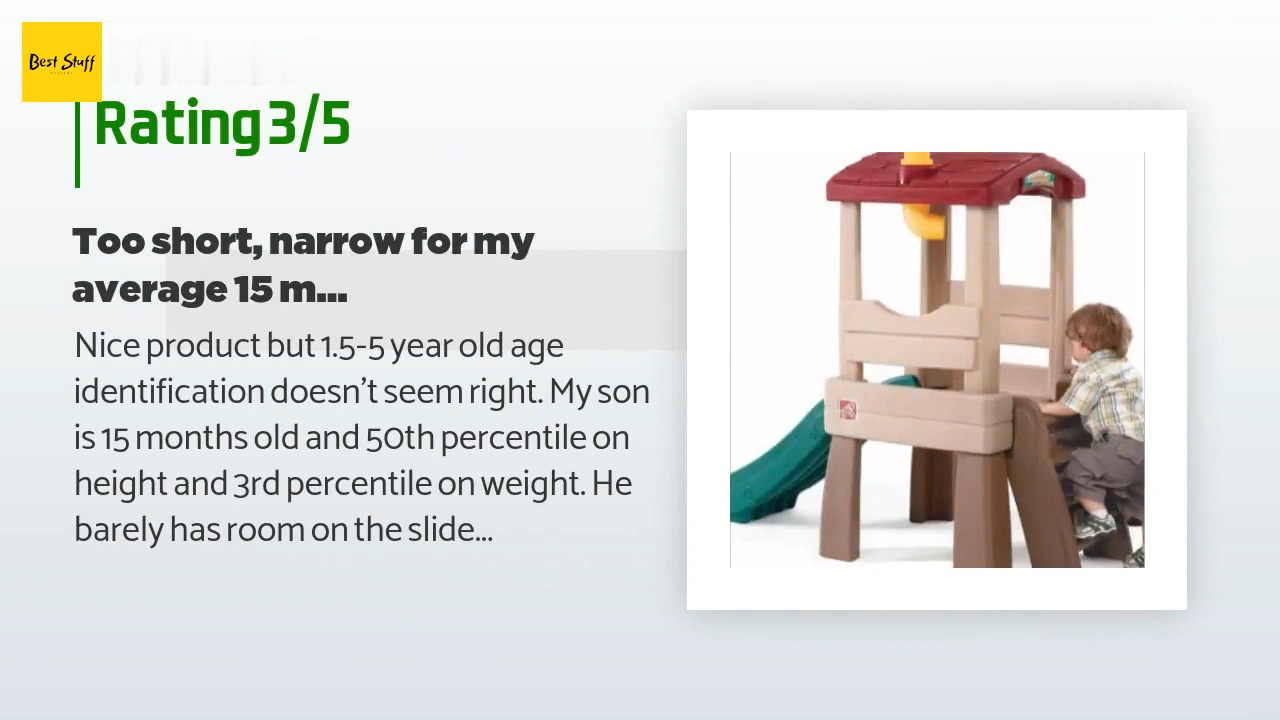 Best Stuff
Rating 3/5
Too short, narrow for my
average 15 m...
Nice product but 1.5-5 year old age
identification doesn't seem right. My son
is 15 months old and 50th percentile on
height and 3rd percentile on weight. He
barely has room on the slide...